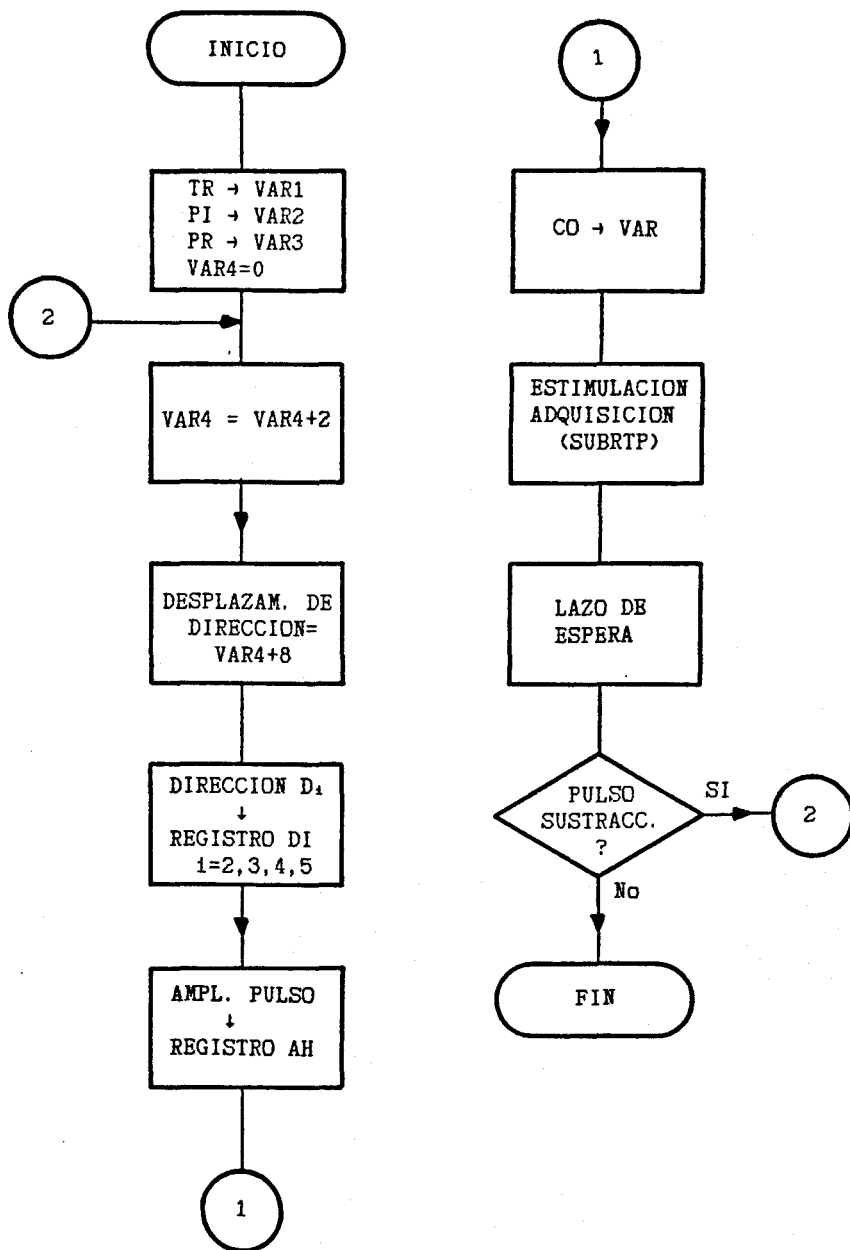 INICIO
TR → VAR1
PI → VAR2
PR → VAR3
VAR4=0
2
VAR4 = VAR4+2
DESPLAZAM. DE
DIRECCION=
VAR4+8
DIRECCION Di
↓
REGISTRO DI
i=2,3,4,5
AMPL. PULSO
↓
REGISTRO AH
1
1
CO → VAR
ESTIMULACION
ADQUISICION
(SUBRTP)
LAZO DE
ESPERA
PULSO
SUSTRACC.
?
SI
2
No
FIN